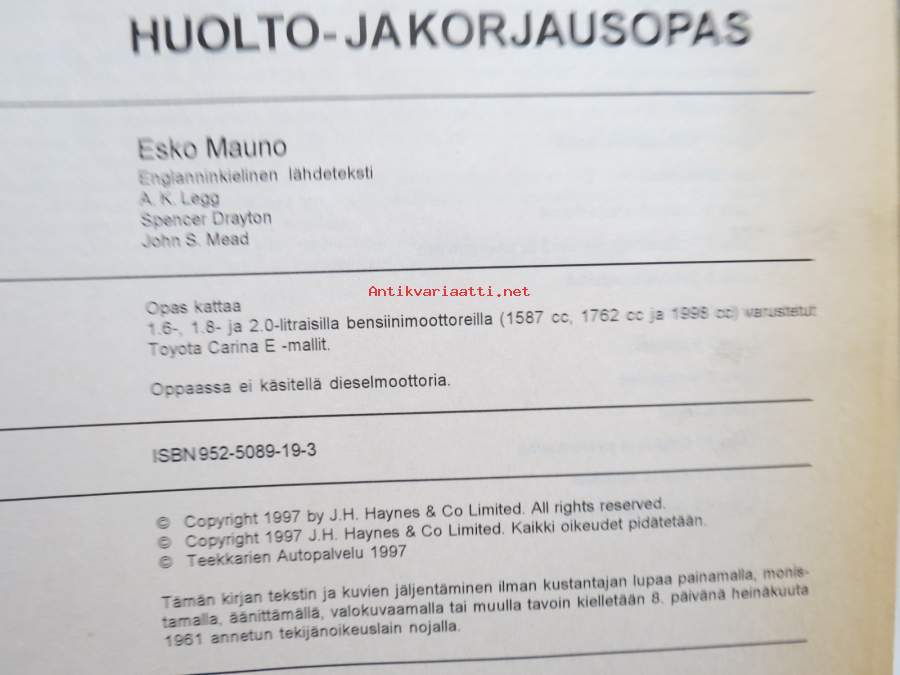 HUOLTO-JA KORJAUSOPAS
Esko Mauno
Englanninkielinen lähdeteksti
A. K. Legg
Spencer Drayton
John S. Mead
Antikvariaatti.net
Opas kattaa
1.6-, 1.8- ja 2.0-litraisilla bensiinimoottoreilla (1587 cc, 1762 cc ja 1998 cc) varustetut
Toyota Carina E -mallit.
Oppaassa ei käsitellä dieselmoottoria.
ISBN 952-5089-19-3
© Copyright 1997 by J.H. Haynes & Co Limited. All rights reserved.
© Copyright 1997 J.H. Haynes & Co Limited. Kaikki oikeudet pidätetään.
© Teekkarien Autopalvelu 1997
Tämän kirjan tekstin ja kuvien jäljentäminen ilman kustantajan lupaa painamalla, monis-
tamalla, äänittämällä, valokuvaamalla tai muulla tavoin kielletään 8. päivänä heinäkuuta
1961 annetun tekijänoikeuslain nojalla.